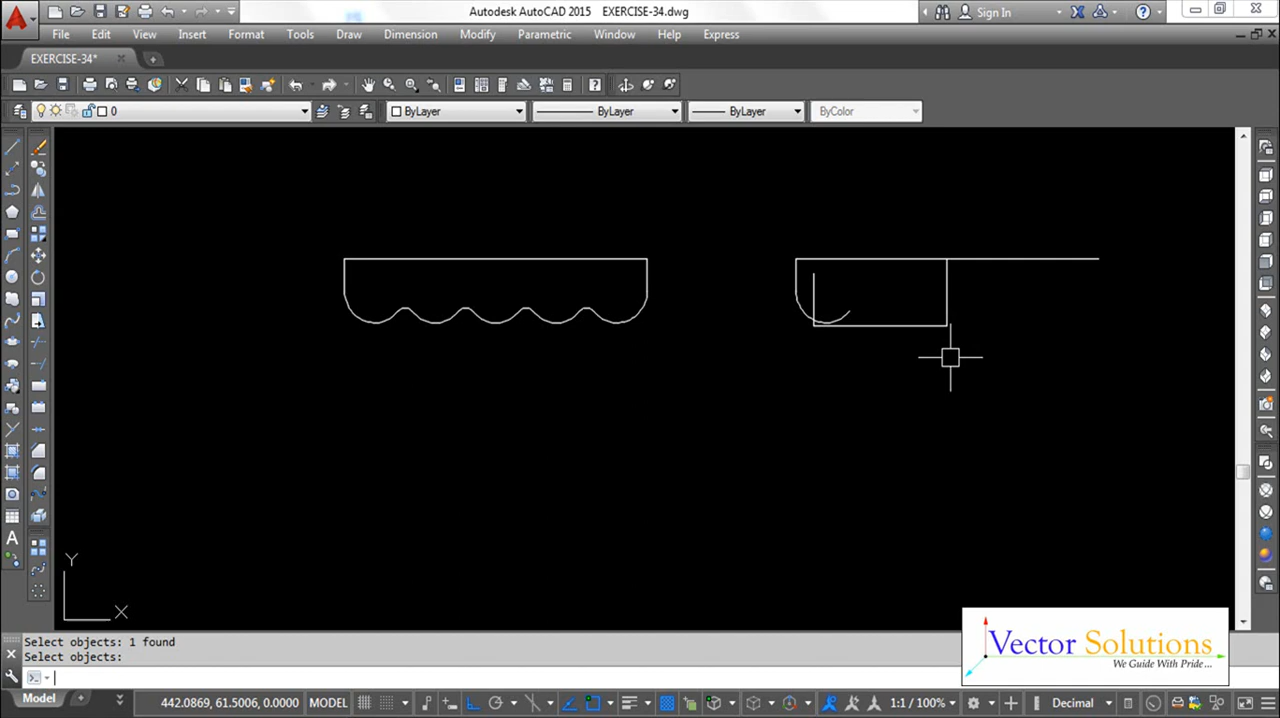 Autodesk AutoCAD 2015 EXERCISE-34.dwg
Sign In
File Edit View Insert Format Tools Draw Dimension Modify Parametric Window Help Express
EXERCISE-34*
0
ByLayer
ByLayer
ByLayer
ByColor
Y
X
Select objects: 1 found
Select objects:
Vector Solutions
We Guide With Pride...
Model
442.0869, 61.5006, 0.0000
MODEL
1:1 / 100%
Decimal